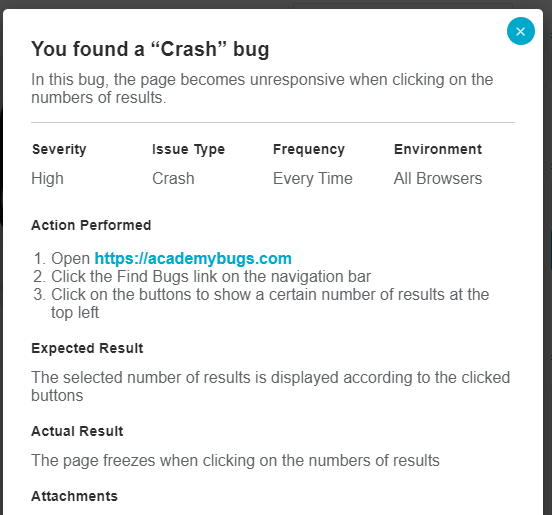 You found a “Crash” bug
In this bug, the page becomes unresponsive when clicking on the
numbers of results.
Severity Issue Type Frequency Environment
High Crash Every Time All Browsers
Action Performed
1. Open https://academybugs.com
2. Click the Find Bugs link on the navigation bar
3. Click on the buttons to show a certain number of results at the
top left
Expected Result
The selected number of results is displayed according to the clicked
buttons
Actual Result
The page freezes when clicking on the numbers of results
Attachments